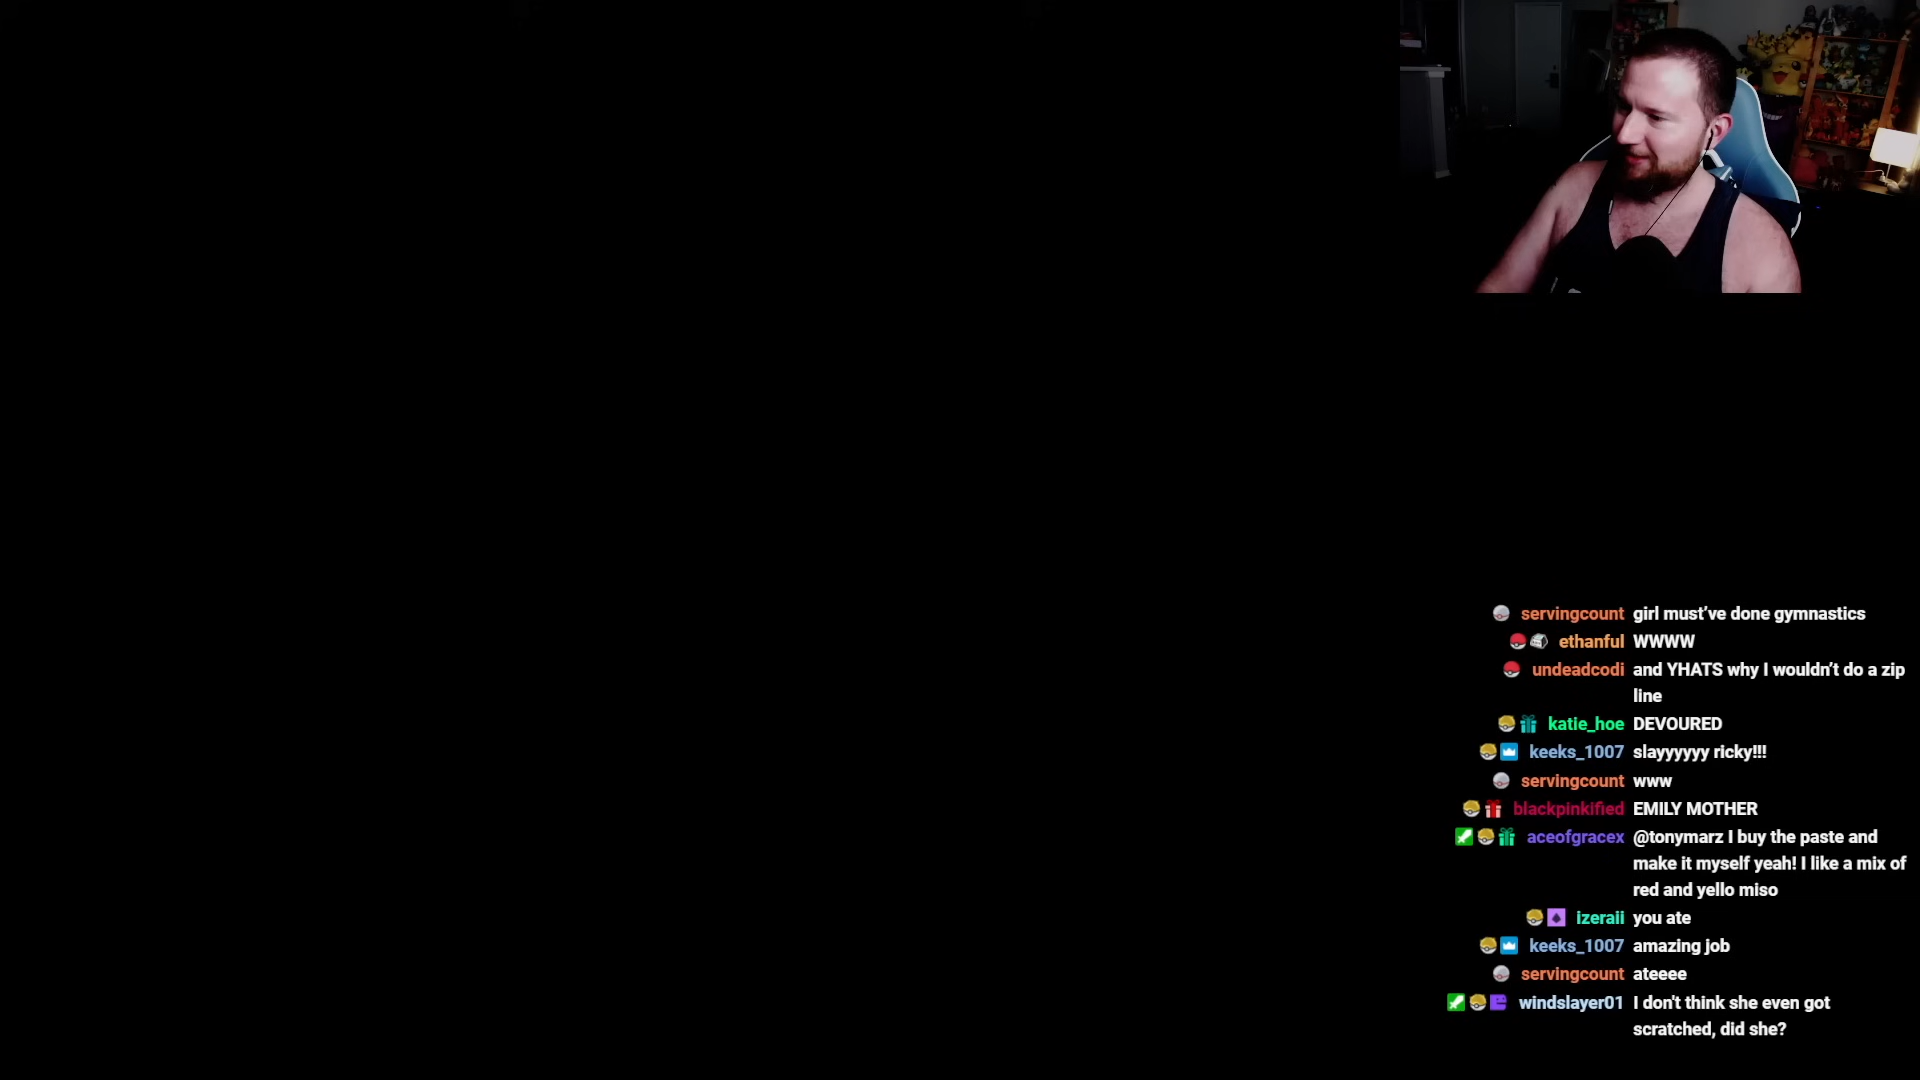 servingcount girl must’ve done gymnastics
ethanful WWWW
undeadcodi and YHATS why I wouldn’t do a zip
line
katie_hoe DEVOURED
keeks_1007 slayyyyyy ricky!!!
servingcount www
blackpinkified EMILY MOTHER
aceofgracex @tonymarz I buy the paste and
make it myself yeah! I like a mix of
red and yello miso
izeraii you ate
keeks_1007 amazing job
servingcount ateeee
windslayer01 I don't think she even got
scratched, did she?